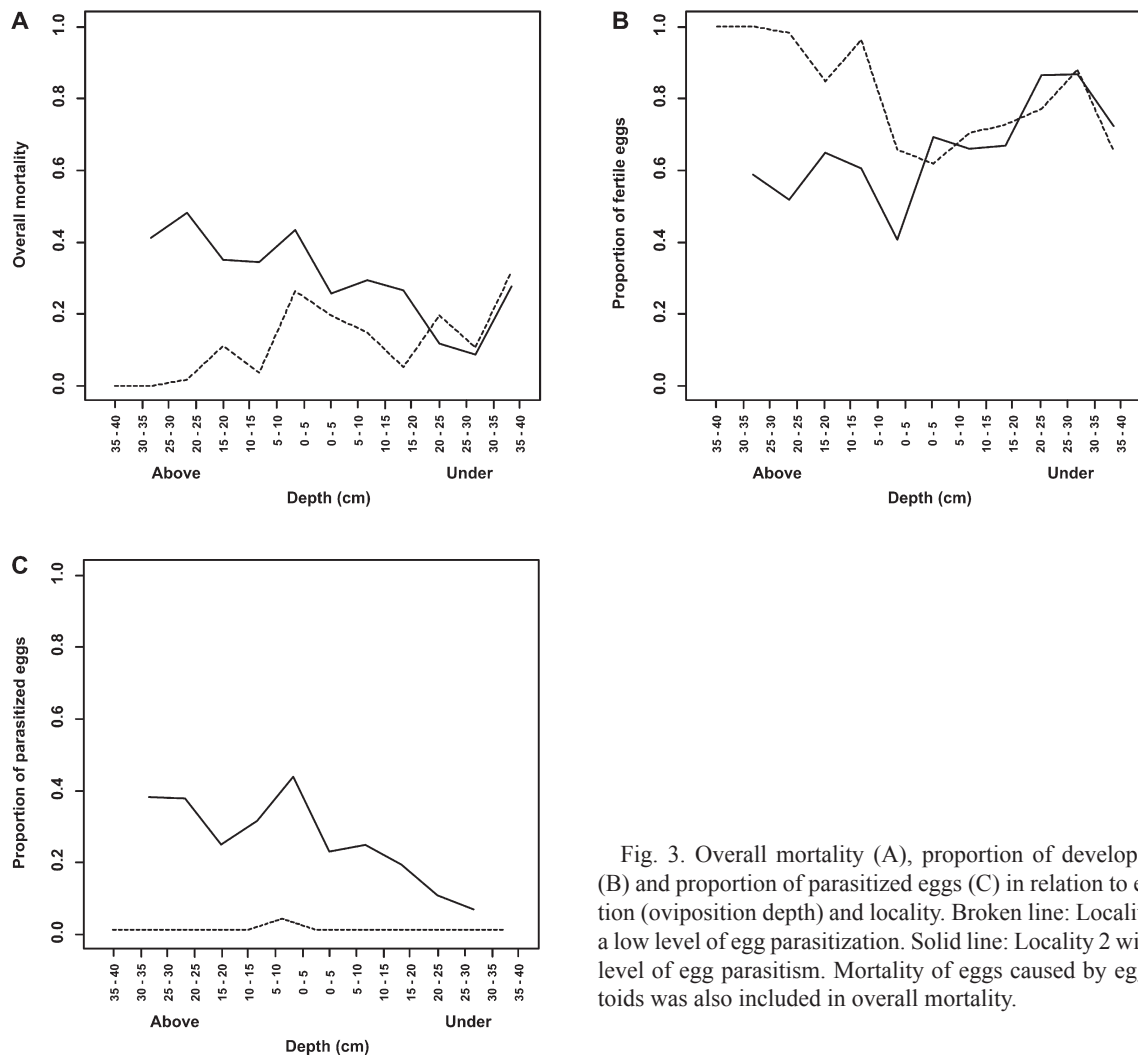 A
Overall mortality
1.0
0.8
0.6
0.4
0.2
0.0
35 - 40 30 - 35 25 - 30 20 - 25 15 - 20 10 - 15 5 - 10 0 - 5 0 - 5 5 - 10 10 - 15 15 - 20 20 - 25 25 - 30 30 - 35 35 - 40
Above Under
Depth (cm)
B
Proportion of fertile eggs
1.0
0.8
0.6
0.4
0.2
0.0
35 - 40 30 - 35 25 - 30 20 - 25 15 - 20 10 - 15 5 - 10 0 - 5 0 - 5 5 - 10 10 - 15 15 - 20 20 - 25 25 - 30 30 - 35 35 - 40
Above Under
Depth (cm)
C
Proportion of parasitized eggs
1.0
0.8
0.6
0.4
0.2
0.0
35 - 40 30 - 35 25 - 30 20 - 25 15 - 20 10 - 15 5 - 10 0 - 5 0 - 5 5 - 10 10 - 15 15 - 20 20 - 25 25 - 30 30 - 35 35 - 40
Above Under
Depth (cm)
Fig. 3. Overall mortality (A), proportion of develop
(B) and proportion of parasitized eggs (C) in relation to e
tion (oviposition depth) and locality. Broken line: Localit
a low level of egg parasitization. Solid line: Locality 2 wi
level of egg parasitism. Mortality of eggs caused by egg
toids was also included in overall mortality.